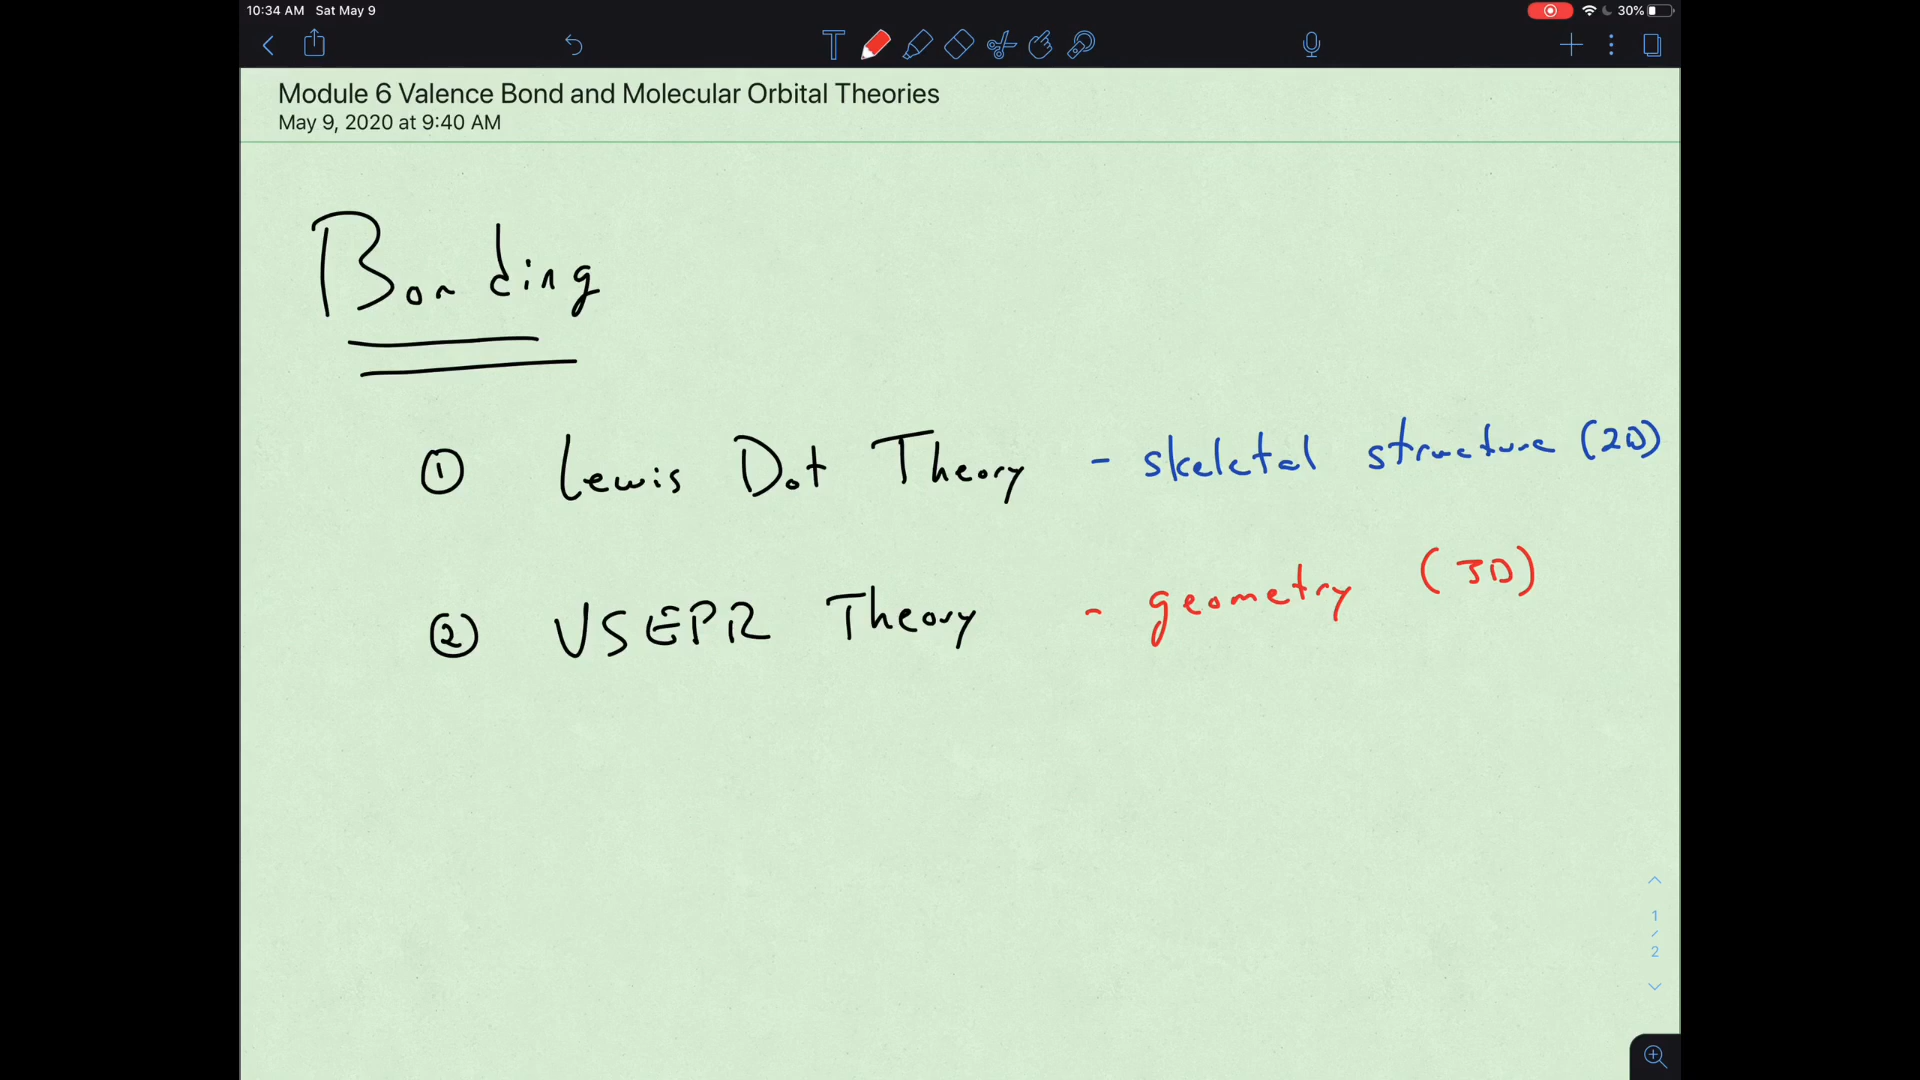 10:34 AM Sat May 9 30%
Module 6 Valence Bond and Molecular Orbital Theories
May 9, 2020 at 9:40 AM
Bonding
① Lewis Dot Theory - skeletal structure (2D)
② VSEPR Theory - geometry (3D)
1
/
2